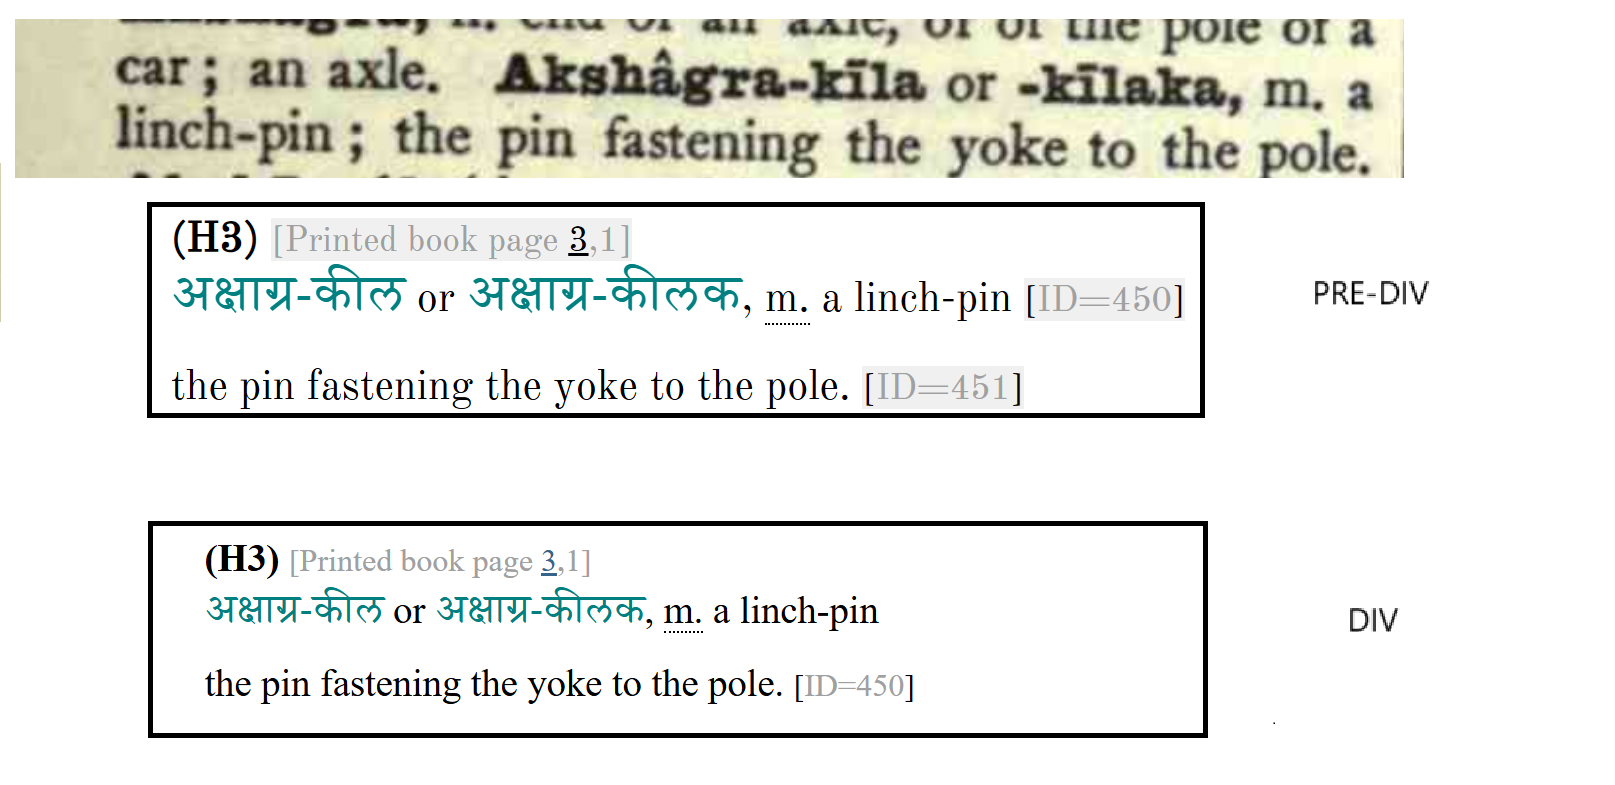 end of an axle, or of the pole of a
car; an axle. Akshâgra-kīla or -kīlaka, m. a
linch-pin; the pin fastening the yoke to the pole.
(H3) [Printed book page 3,1]
अक्षाग्र-कील or अक्षाग्र-कीलक, m. a linch-pin [ID=450]
the pin fastening the yoke to the pole. [ID=451]
PRE-DIV
(H3) [Printed book page 3,1]
अक्षाग्र-कील or अक्षाग्र-कीलक, m. a linch-pin
the pin fastening the yoke to the pole. [ID=450]
DIV